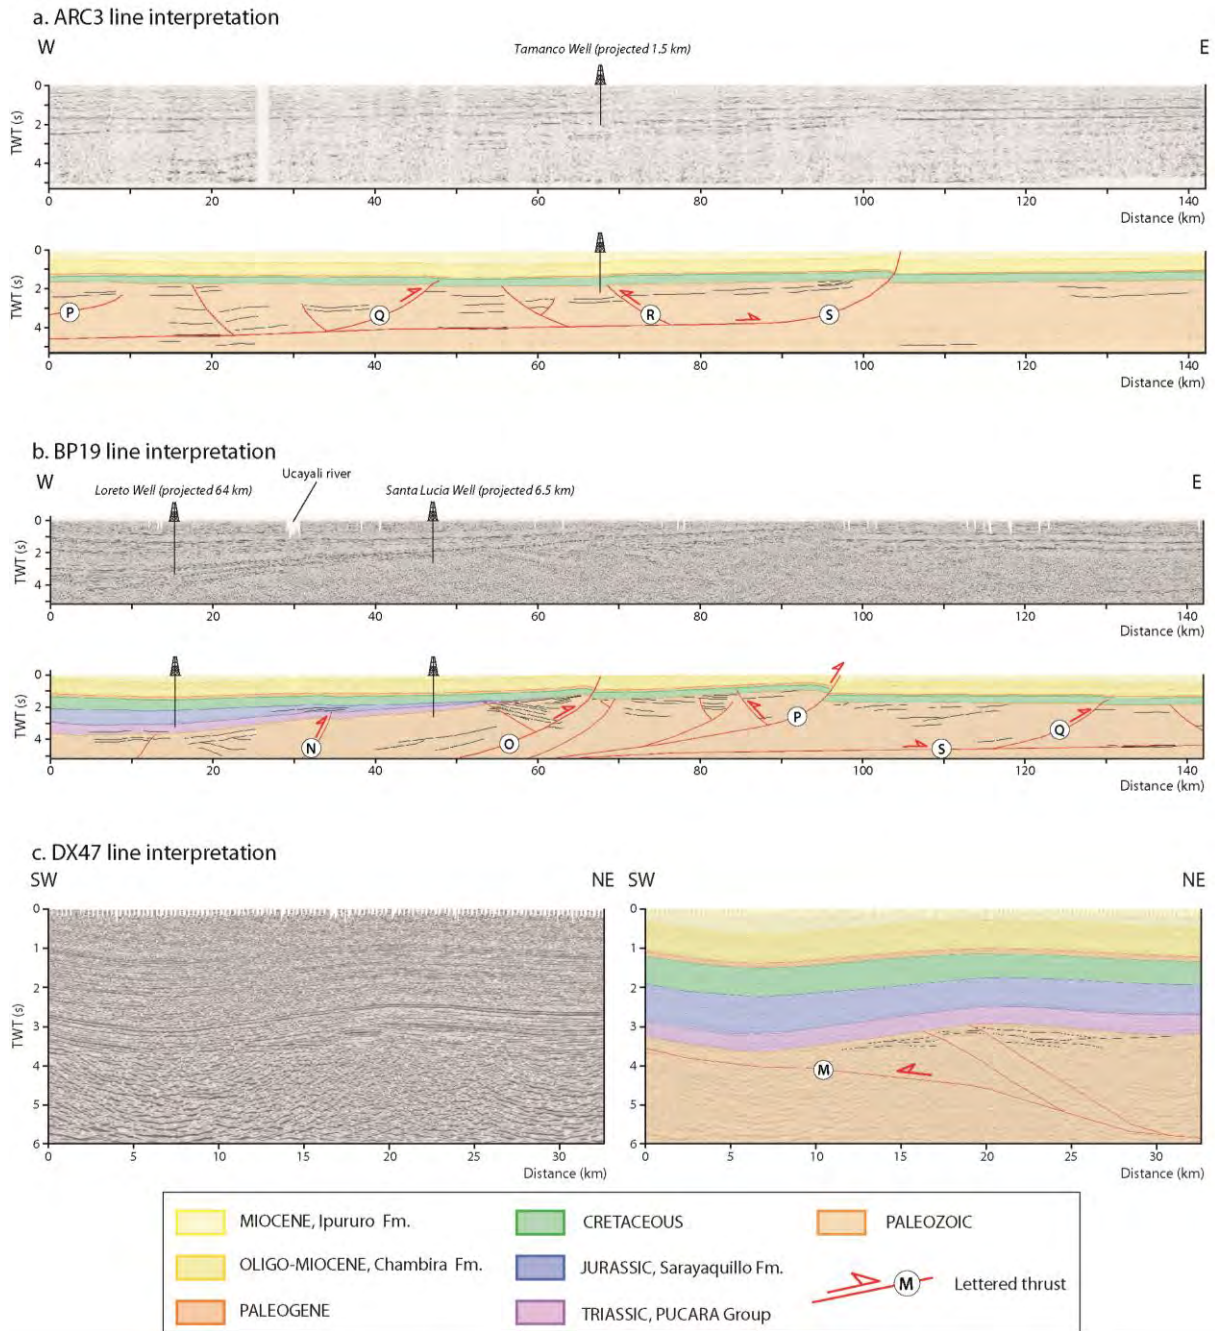 a. ARC3 line interpretation
W
Tamanco Well (projected 1.5 km)
E
0
2
4
TWT (s)
0 20 40 60 80 100 120 140
Distance (km)
0
2
4
TWT (s)
P Q R S
0 20 40 60 80 100 120 140
Distance (km)
b. BP19 line interpretation
W
Loreto Well (projected 64 km)
Ucayali river
Santa Lucia Well (projected 6.5 km)
E
0
2
4
TWT (s)
0 20 40 60 80 100 120 140
Distance (km)
0
2
4
TWT (s)
N O P S Q
0 20 40 60 80 100 120 140
Distance (km)
c. DX47 line interpretation
SW NE SW NE
0
1
2
3
4
5
6
TWT (s)
0 5 10 15 20 25 30
Distance (km)
0
1
2
3
4
5
6
M
0 5 10 15 20 25 30
Distance (km)
MIOCENE, Ipururo Fm.
OLIGO-MIOCENE, Chambira Fm.
PALEOGENE
CRETACEOUS
JURASSIC, Sarayaquillo Fm.
TRIASSIC, PUCARA Group
PALEOZOIC
M Lettered thrust